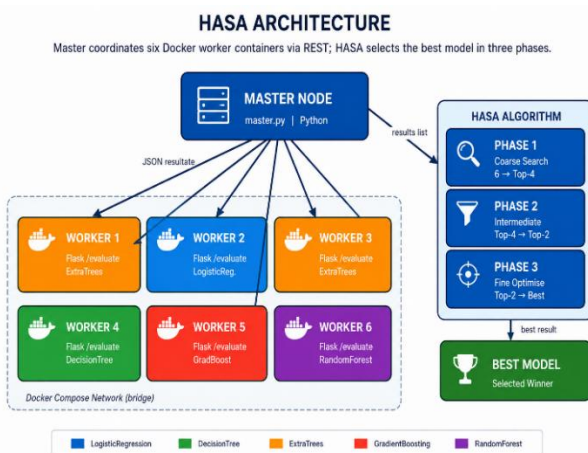 HASA ARCHITECTURE
Master coordinates six Docker worker containers via REST; HASA selects the best model in three phases.
MASTER NODE
master.py | Python
results list
JSON resultate
HASA ALGORITHM
PHASE 1
Coarse Search
6 → Top-4
PHASE 2
Intermediate
Top-4 → Top-2
PHASE 3
Fine Optimise
Top-2 → Best
WORKER 1
Flask /evaluate
ExtraTrees
WORKER 2
Flask /evaluate
LogisticReg.
WORKER 3
Flask /evaluate
ExtraTrees
WORKER 4
Flask /evaluate
DecisionTree
WORKER 5
Flask /evaluate
GradBoost
WORKER 6
Flask /evaluate
RandomForest
best result
BEST MODEL
Selected Winner
Docker Compose Network (bridge)
LogisticRegression
DecisionTree
ExtraTrees
GradientBoosting
RandomForest